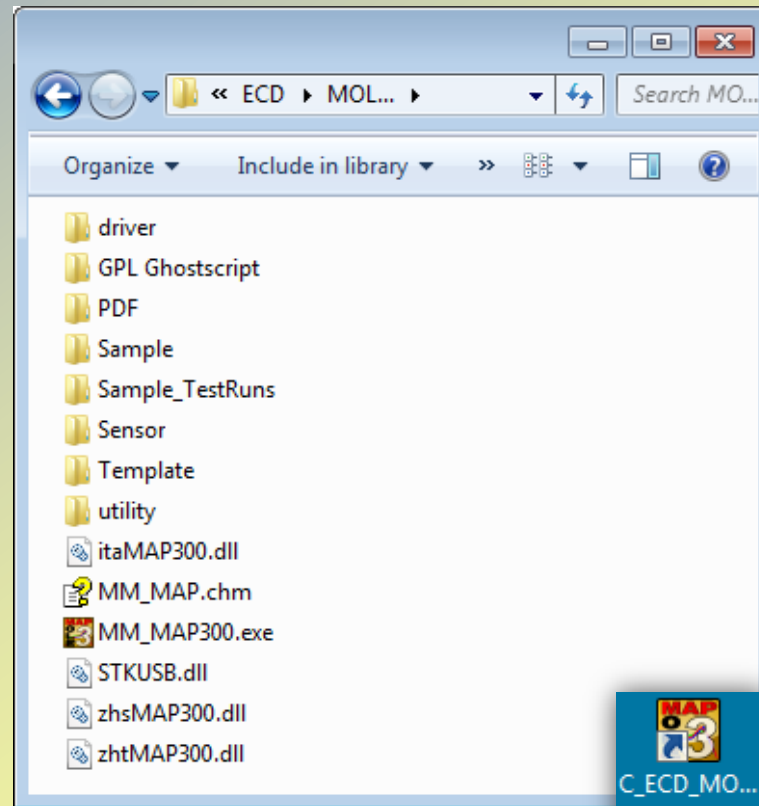 « ECD MOL...
Search MO...
Organize
Include in library
»
driver
GPL Ghostscript
PDF
Sample
Sample_TestRuns
Sensor
Template
utility
itaMAP300.dll
MM_MAP.chm
MM_MAP300.exe
STKUSB.dll
zhsMAP300.dll
zhtMAP300.dll
MAP
3
C_ECD_MO...